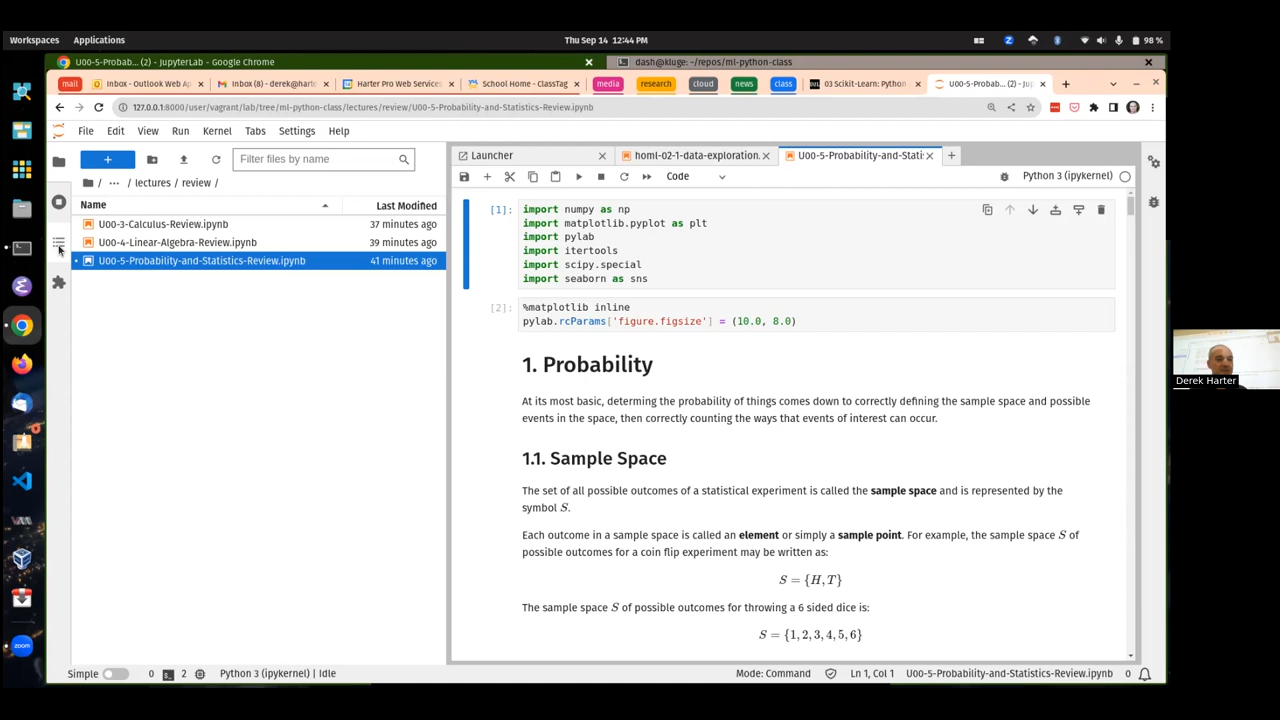 Workspaces Applications Thu Sep 14 12:44 PM 98 %
U00-5-Probab... (2) - JupyterLab - Google Chrome
dash@kluge: ~/repos/ml-python-class
mail Inbox - Outlook Web Ap Inbox (8) - derek@harto Harter Pro Web Services School Home - ClassTag media research cloud news class 03 Scikit-Learn: Python U00-5-Probab... (2) - Jup
127.0.0.1:8000/user/vagrant/lab/tree/ml-python-class/lectures/review/U00-5-Probability-and-Statistics-Review.ipynb
File Edit View Run Kernel Tabs Settings Help
Filter files by name
/ ··· / lectures / review /
Name Last Modified
U00-3-Calculus-Review.ipynb 37 minutes ago
U00-4-Linear-Algebra-Review.ipynb 39 minutes ago
U00-5-Probability-and-Statistics-Review.ipynb 41 minutes ago
Launcher homl-02-1-data-exploration. U00-5-Probability-and-Statis
Code Python 3 (ipykernel)
[1]: import numpy as np
import matplotlib.pyplot as plt
import pylab
import itertools
import scipy.special
import seaborn as sns
[2]: %matplotlib inline
pylab.rcParams['figure.figsize'] = (10.0, 8.0)
1. Probability
At its most basic, determing the probability of things comes down to correctly defining the sample space and possible
events in the space, then correctly counting the ways that events of interest can occur.
1.1. Sample Space
The set of all possible outcomes of a statistical experiment is called the sample space and is represented by the
symbol S.
Each outcome in a sample space is called an element or simply a sample point. For example, the sample space S of
possible outcomes for a coin flip experiment may be written as:
S = {H, T}
The sample space S of possible outcomes for throwing a 6 sided dice is:
S = {1, 2, 3, 4, 5, 6}
Simple 0 2 Python 3 (ipykernel) | Idle Mode: Command Ln 1, Col 1 U00-5-Probability-and-Statistics-Review.ipynb 0
zoom
Derek Harter